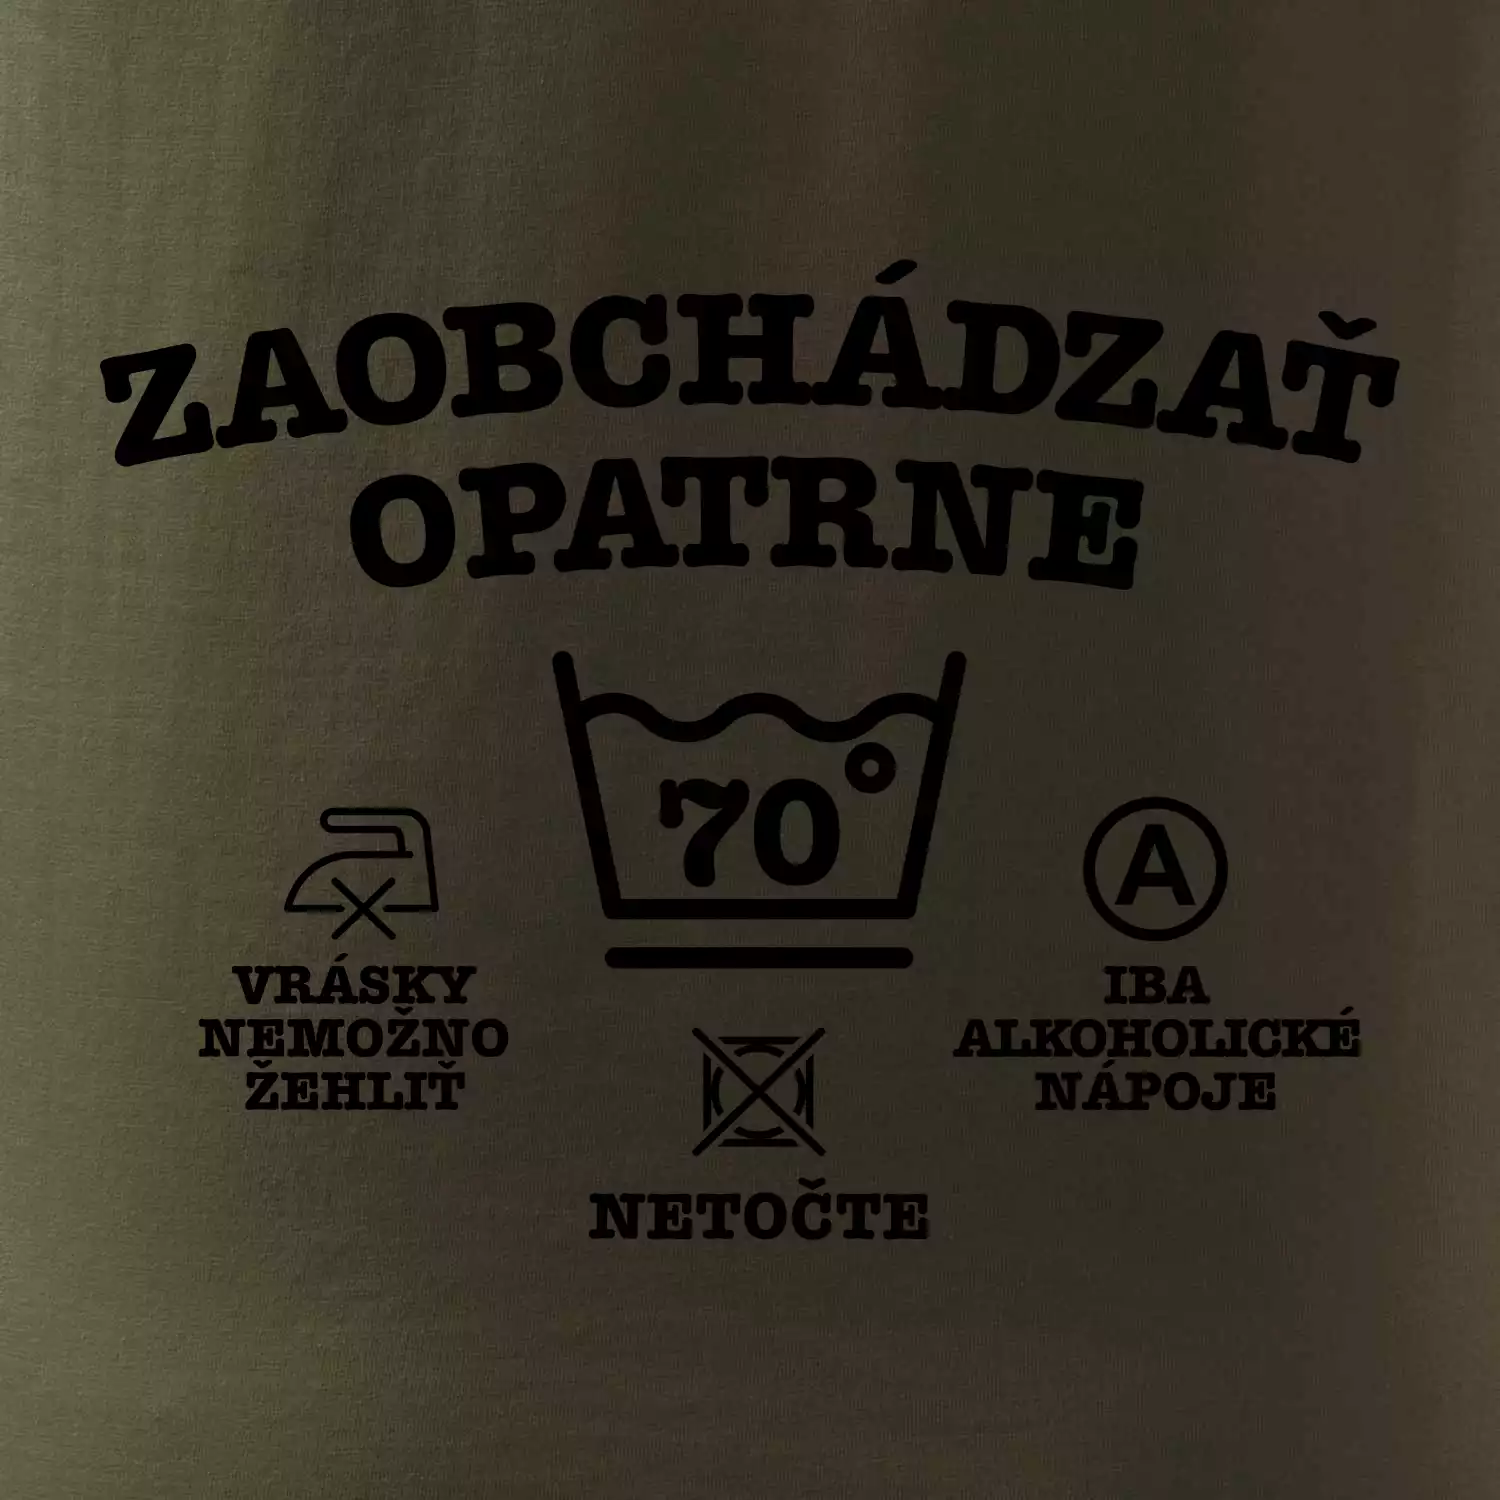 ZAOBCHÁDZAŤ
OPATRNE
70°
A
VRÁSKY
NEMOŽNO
ŽEHLIŤ
IBA
ALKOHOLICKÉ
NÁPOJE
NETOČTE